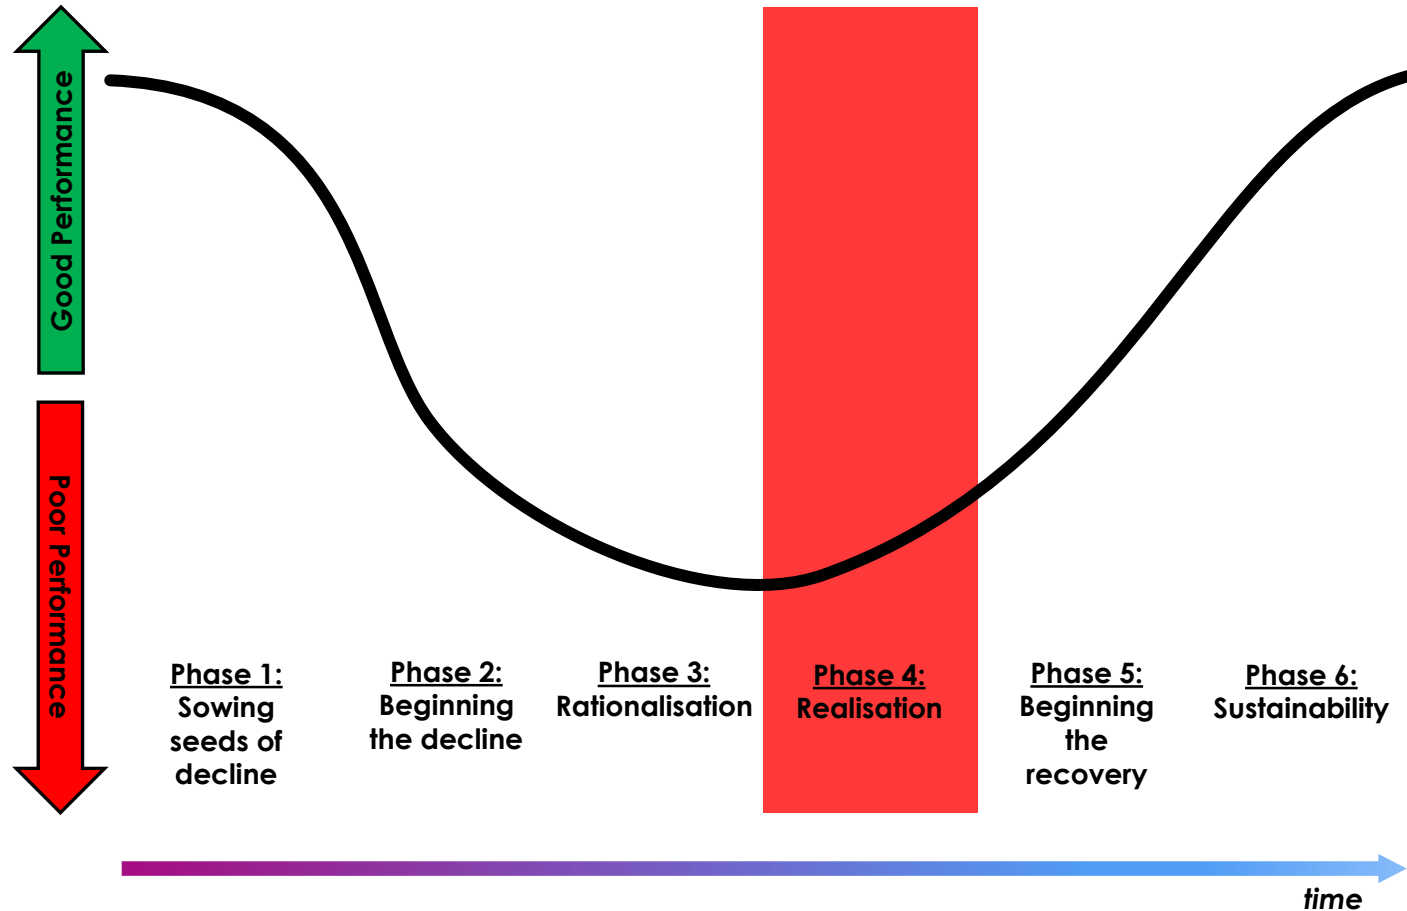 Good Performance
Poor Performance
Phase 1:
Sowing
seeds of
decline
Phase 2:
Beginning
the decline
Phase 3:
Rationalisation
Phase 4:
Realisation
Phase 5:
Beginning
the
recovery
Phase 6:
Sustainability
time